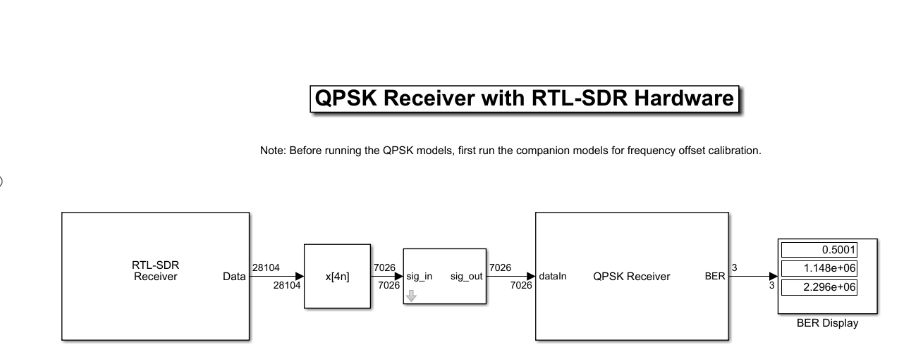 QPSK Receiver with RTL-SDR Hardware
Note: Before running the QPSK models, first run the companion models for frequency offset calibration.
RTL-SDR
Receiver
Data
28104
28104
x[4n]
7026
7026
sig_in
sig_out
7026
7026
dataIn
QPSK Receiver
BER
3
3
0.5001
1.148e+06
2.296e+06
BER Display